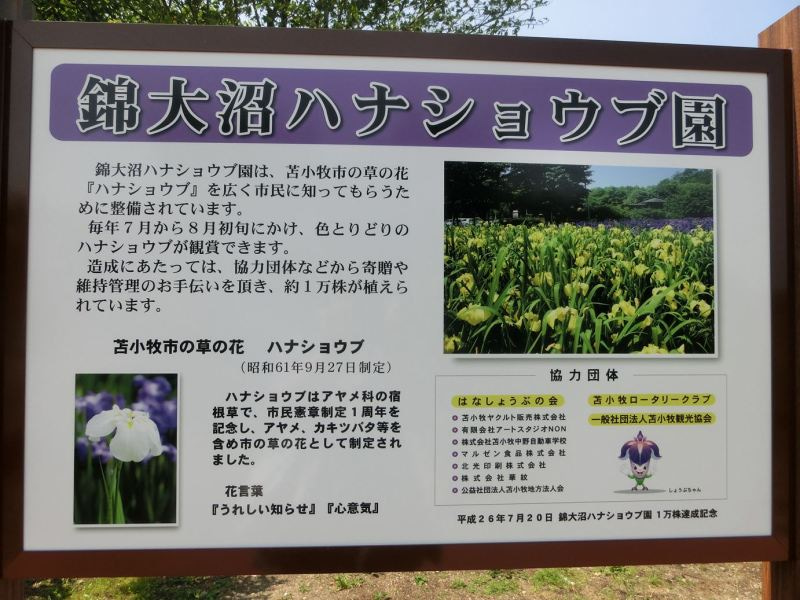 錦大沼ハナショウブ園
錦大沼ハナショウブ園は、苫小牧市の草の花
『ハナショウブ』を広く市民に知ってもらうた
めに整備されています。
毎年7月から8月初旬にかけ、色とりどりの
ハナショウブが観賞できます。
造成にあたっては、協力団体などから寄贈や
維持管理のお手伝いを頂き、約1万株が植えら
れています。
苫小牧市の草の花 ハナショウブ
(昭和61年9月27日制定)
ハナショウブはアヤメ科の宿
根草で、市民憲章制定1周年を
記念し、アヤメ、カキツバタ等を
含め市の草の花として制定され
ました。
花言葉
『うれしい知らせ』『心意気』
協力団体
はなしょうぶの会
苫小牧ヤクルト販売株式会社
有限会社アートスタジオNON
株式会社苫小牧中野自動車学校
マルゼン食品株式会社
北光印刷株式会社
株式会社華紋
公益社団法人苫小牧地方法人会
苫小牧ロータリークラブ
一般社団法人苫小牧観光協会
しょうぶちゃん
平成26年7月20日 錦大沼ハナショウブ園 1万株達成記念